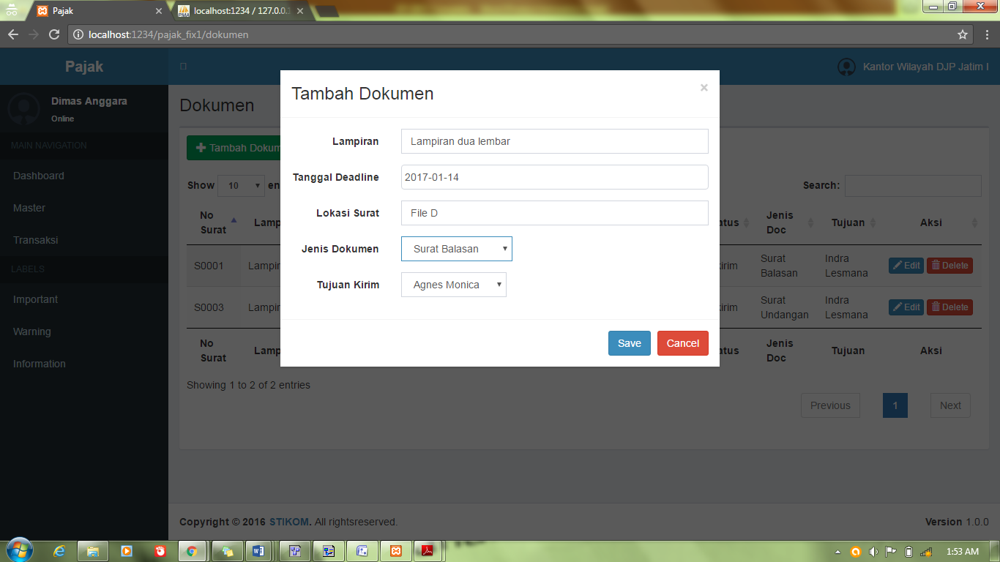 Pajak
localhost:1234 / 127.0.0.1
localhost:1234/pajak_fix1/dokumen
Pajak
Kantor Wilayah DJP Jatim I
Dimas Anggara
Online
MAIN NAVIGATION
Dashboard
Master
Transaksi
LABELS
Important
Warning
Information
Dokumen
Tambah Dokum
Show 10 en
Search:
No Surat Lamp atus Jenis Doc Tujuan Aksi
S0001 Lampir kirim Surat Balasan Indra Lesmana Edit Delete
S0003 Lampir kirim Surat Undangan Indra Lesmana Edit Delete
No Surat Lamp atus Jenis Doc Tujuan Aksi
Showing 1 to 2 of 2 entries
Previous 1 Next
Tambah Dokumen ×
Lampiran Lampiran dua lembar
Tanggal Deadline 2017-01-14
Lokasi Surat File D
Jenis Dokumen Surat Balasan
Tujuan Kirim Agnes Monica
Save Cancel
Copyright © 2016 STIKOM. All rightsreserved.
Version 1.0.0
1:53 AM